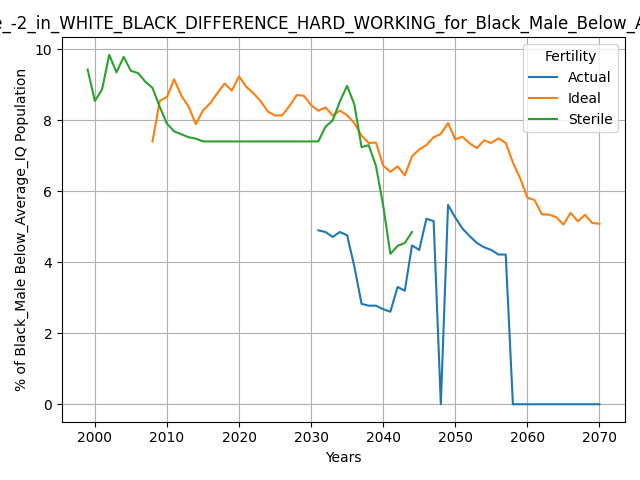 e_-2_in_WHITE_BLACK_DIFFERENCE_HARD_WORKING_for_Black_Male_Below_A
Fertility
Actual
Ideal
Sterile
% of Black_Male Below_Average_IQ Population
10
8
6
4
2
0
2000 2010 2020 2030 2040 2050 2060 2070
Years